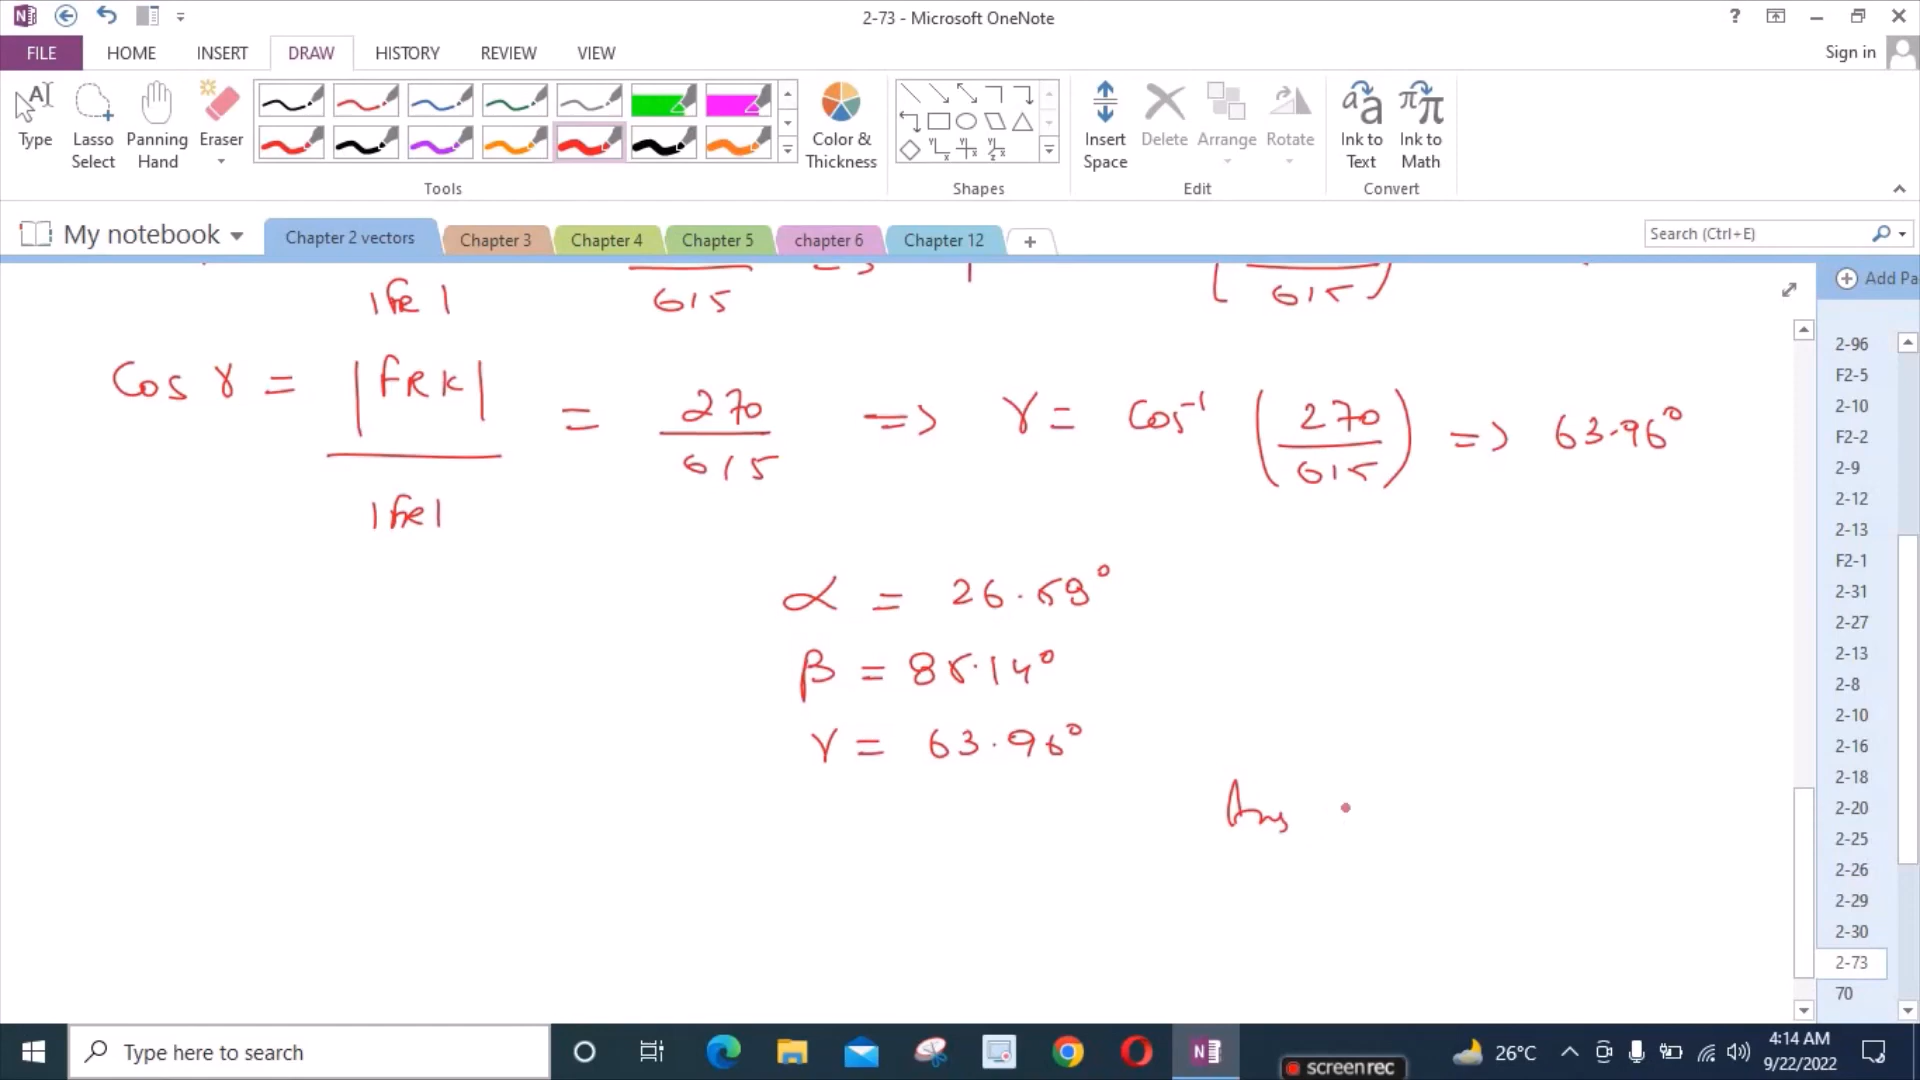 2-73 - Microsoft OneNote
?
Sign in
FILE HOME INSERT DRAW HISTORY REVIEW VIEW
Type
Lasso Select
Panning Hand
Eraser
Color & Thickness
Insert Space
Delete
Arrange
Rotate
Ink to Text
Ink to Math
Tools
Shapes
Edit
Convert
My notebook
Chapter 2 vectors
Chapter 3
Chapter 4
Chapter 5
chapter 6
Chapter 12
Search (Ctrl+E)
Add Pa
|FR| 615 615
Cos γ = |FRK| / |FR| = 270/615 => γ = Cos⁻¹ (270/615) => 63.96°
α = 26.59°
β = 85.14°
γ = 63.96°
Ans .
2-96
F2-5
2-10
F2-2
2-9
2-12
2-13
F2-1
2-31
2-27
2-13
2-8
2-10
2-16
2-18
2-20
2-25
2-26
2-29
2-30
2-73
70
Type here to search
screenrec
26°C
4:14 AM
9/22/2022